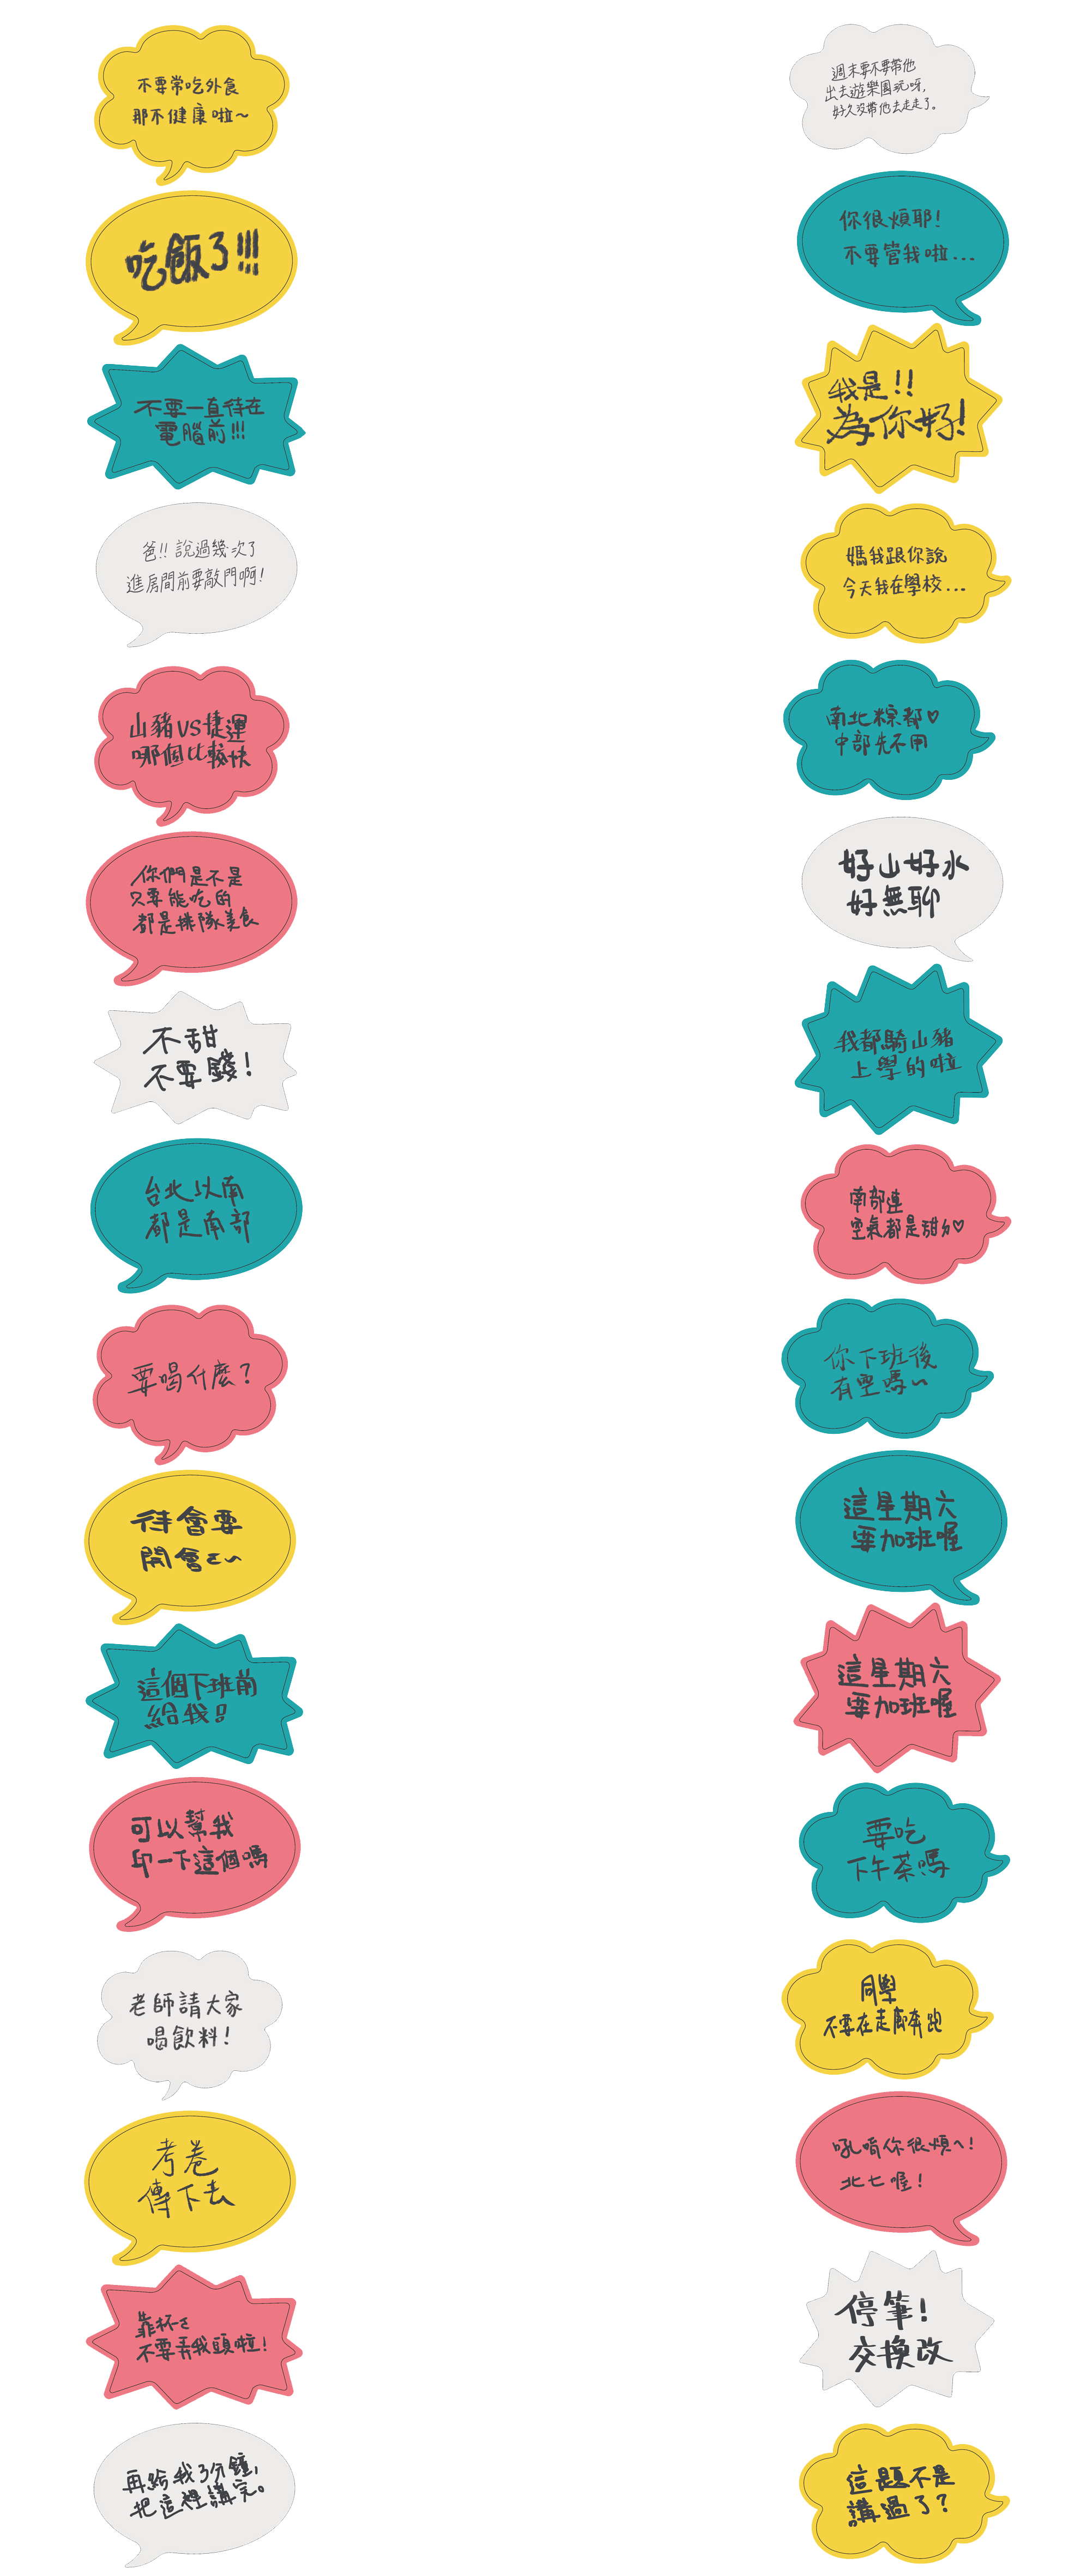 不要常吃外食
那不健康啦～
週末要不要帶他
出去遊樂園玩呀,
好久沒帶他去走走了。
吃飯了!!!
你很煩耶!
不要管我啦...
不要一直待在
電腦前!!!
我是!!
為你好!
爸!!說過幾次了
進房間前要敲門啊!
媽我跟你說
今天我在學校...
山豬VS捷運
哪個比較快
南北粽都♡
中部先不用
你們是不是
只要能吃的
都是排隊美食
好山好水
好無聊
不甜
不要錢!
我都騎山豬
上學的啦
台北以南
都是南部
南部連
空氣都是甜ㄉ♡
要喝什麼?
你下班後
有空嗎～
待會要
開會ㄛ～
這星期六
要加班喔
這個下班前
給我!!
這星期六
要加班喔
可以幫我
印一下這個嗎
要吃
下午茶嗎
老師請大家
喝飲料!
同學
不要在走廊奔跑
考卷
傳下去
吼唷你很煩ㄟ!
北七喔!
靠杯ㄛ
不要弄我頭啦!
停筆!
交換改
再給我3分鐘,
把這裡講完。
這題不是
講過了?